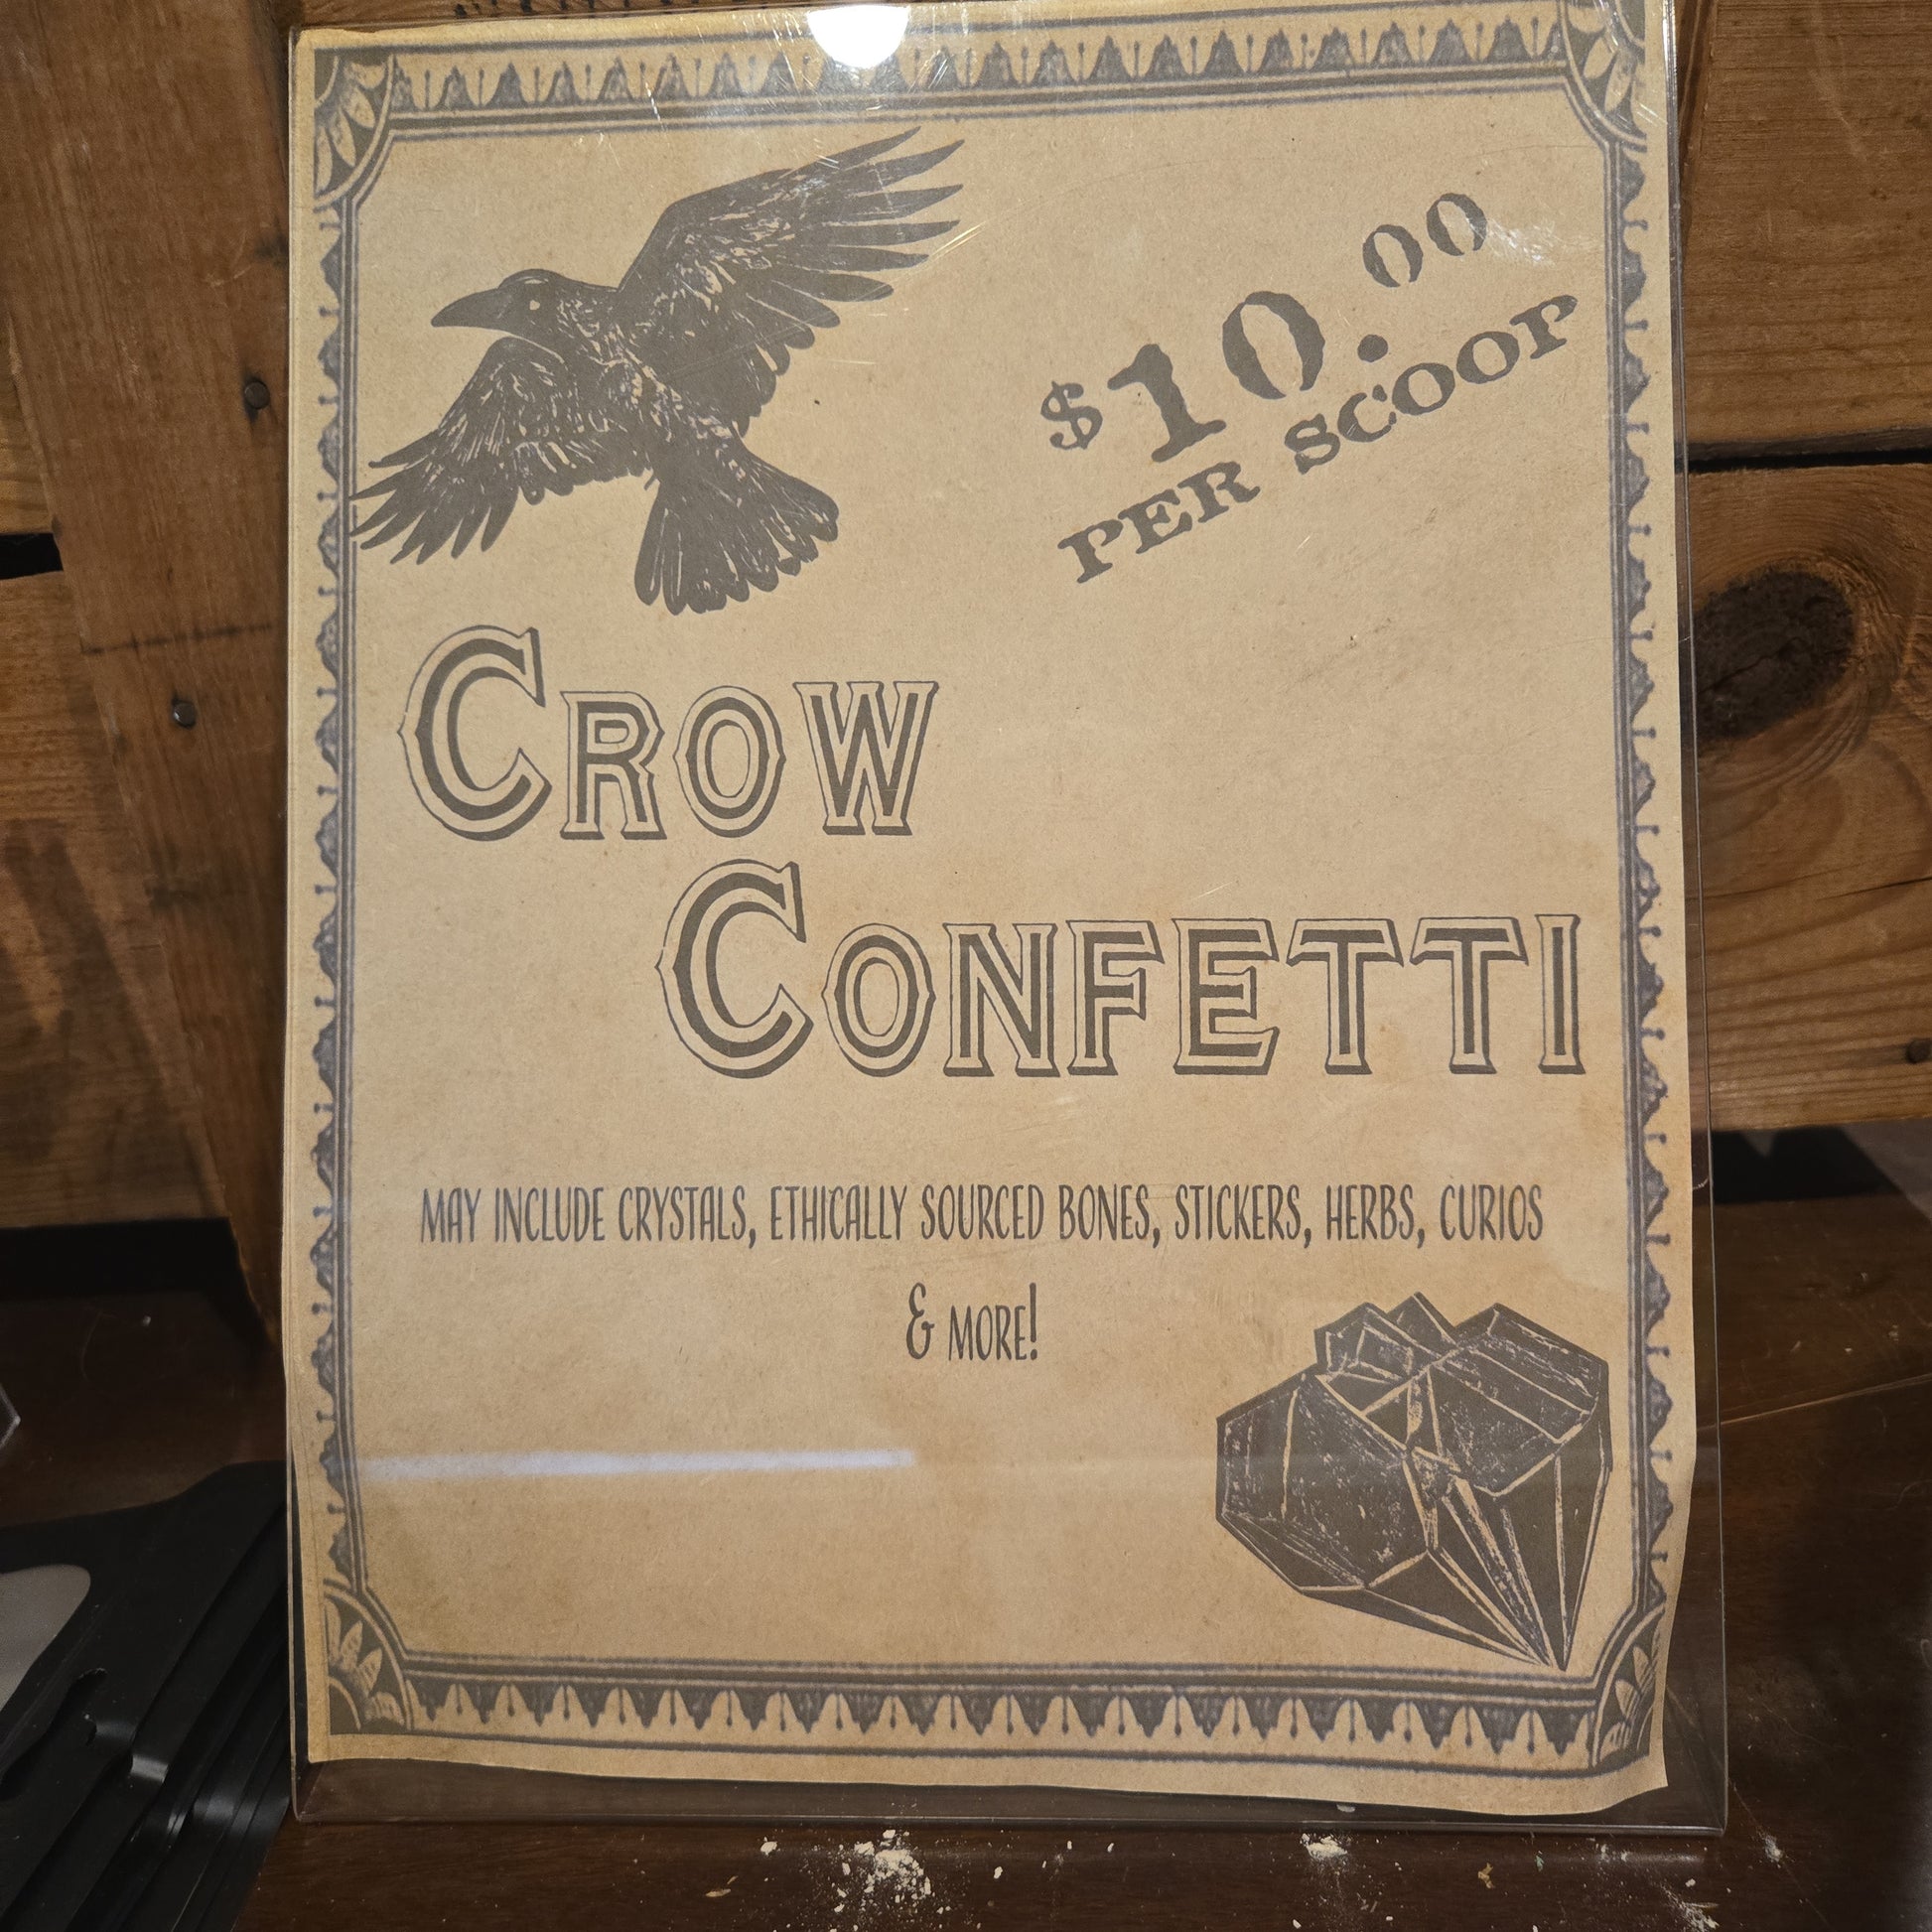 $10.00
PER SCOOP
CROW
CONFETTI
MAY INCLUDE CRYSTALS, ETHICALLY SOURCED BONES, STICKERS, HERBS, CURIOS
& MORE!